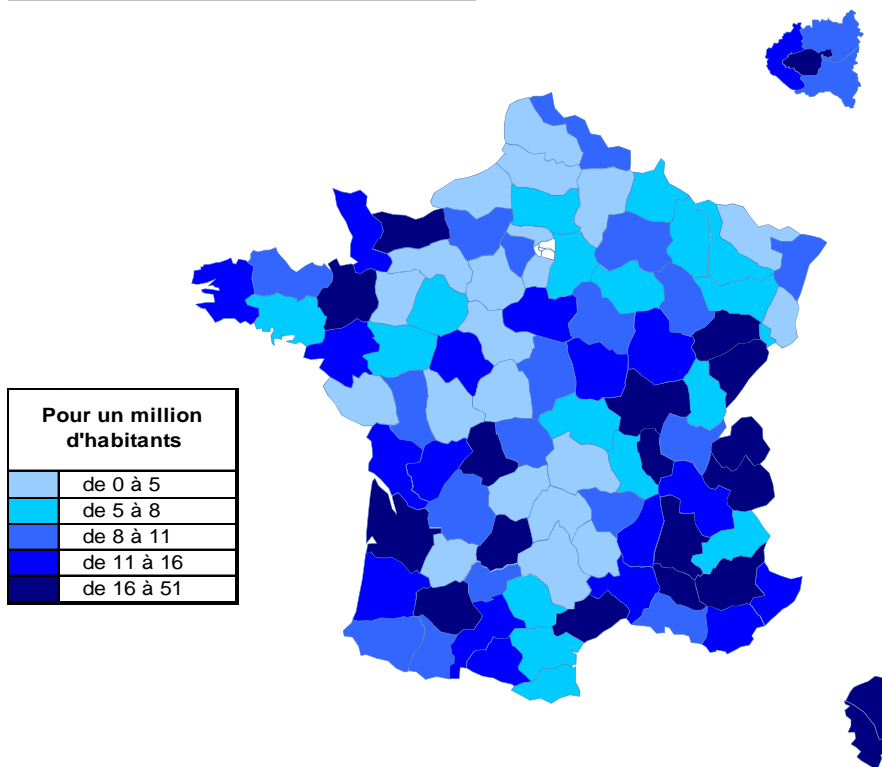 Pour un million
d'habitants
de 0 à 5
de 5 à 8
de 8 à 11
de 11 à 16
de 16 à 51